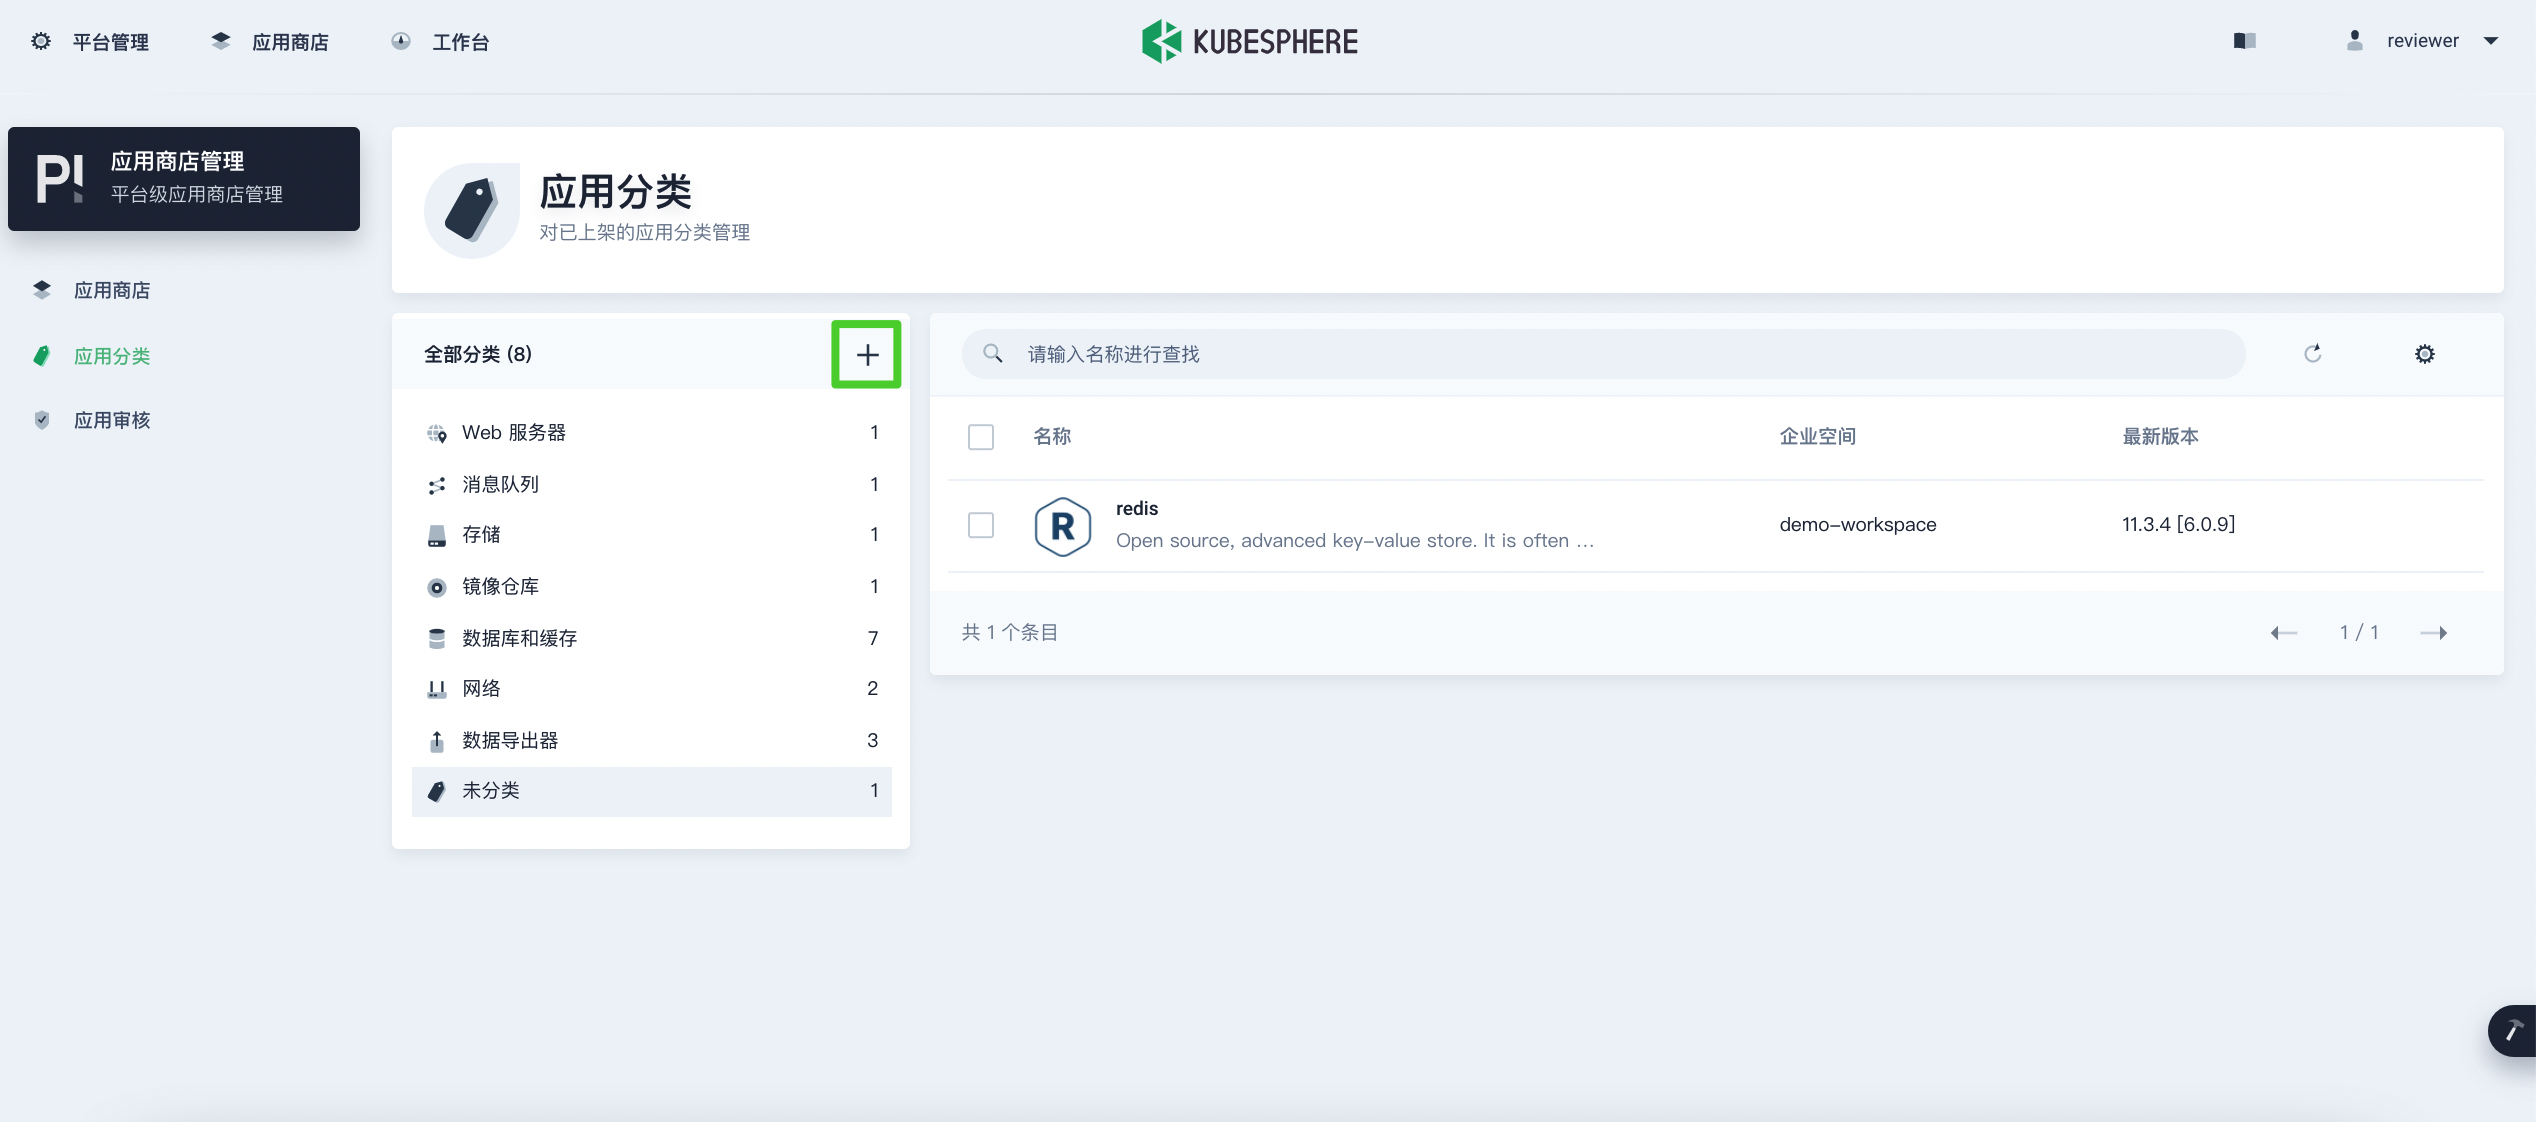 平台管理
应用商店
工作台
KUBESPHERE
reviewer
应用商店管理
平台级应用商店管理
应用商店
应用分类
应用审核
应用分类
对已上架的应用分类管理
全部分类 (8)
Web 服务器 1
消息队列 1
存储 1
镜像仓库 1
数据库和缓存 7
网络 2
数据导出器 3
未分类 1
请输入名称进行查找
名称 企业空间 最新版本
R
redis
Open source, advanced key-value store. It is often ...
demo-workspace
11.3.4 [6.0.9]
共 1 个条目
1 / 1